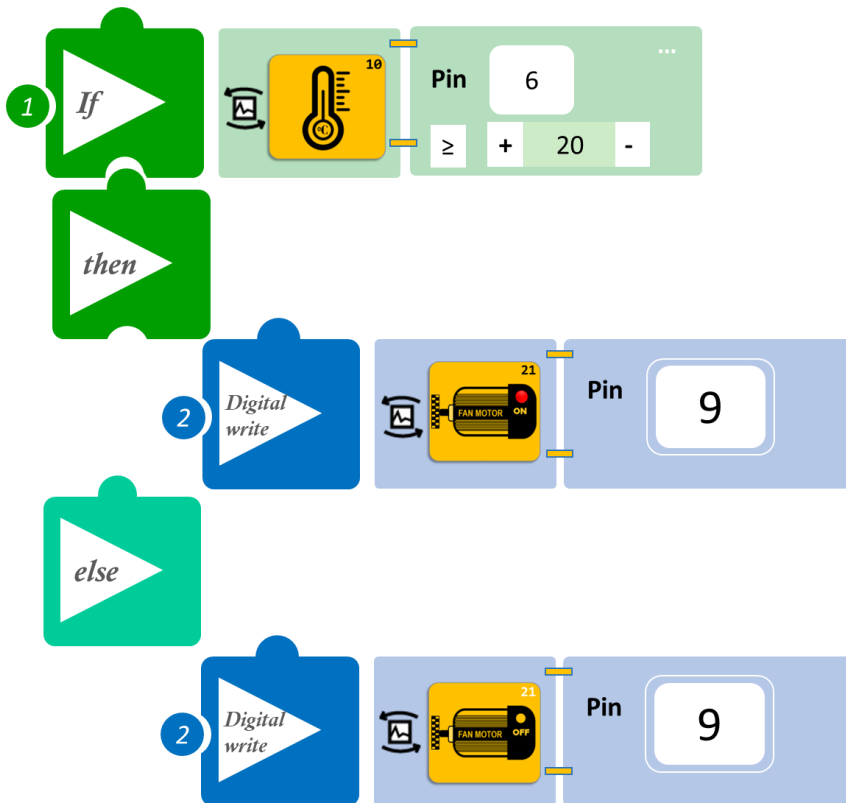 1
If
10
°C
Pin
6
...
≥
+
20
-
then
2
Digital
write
21
FAN MOTOR
ON
Pin
9
else
2
Digital
write
21
FAN MOTOR
OFF
Pin
9